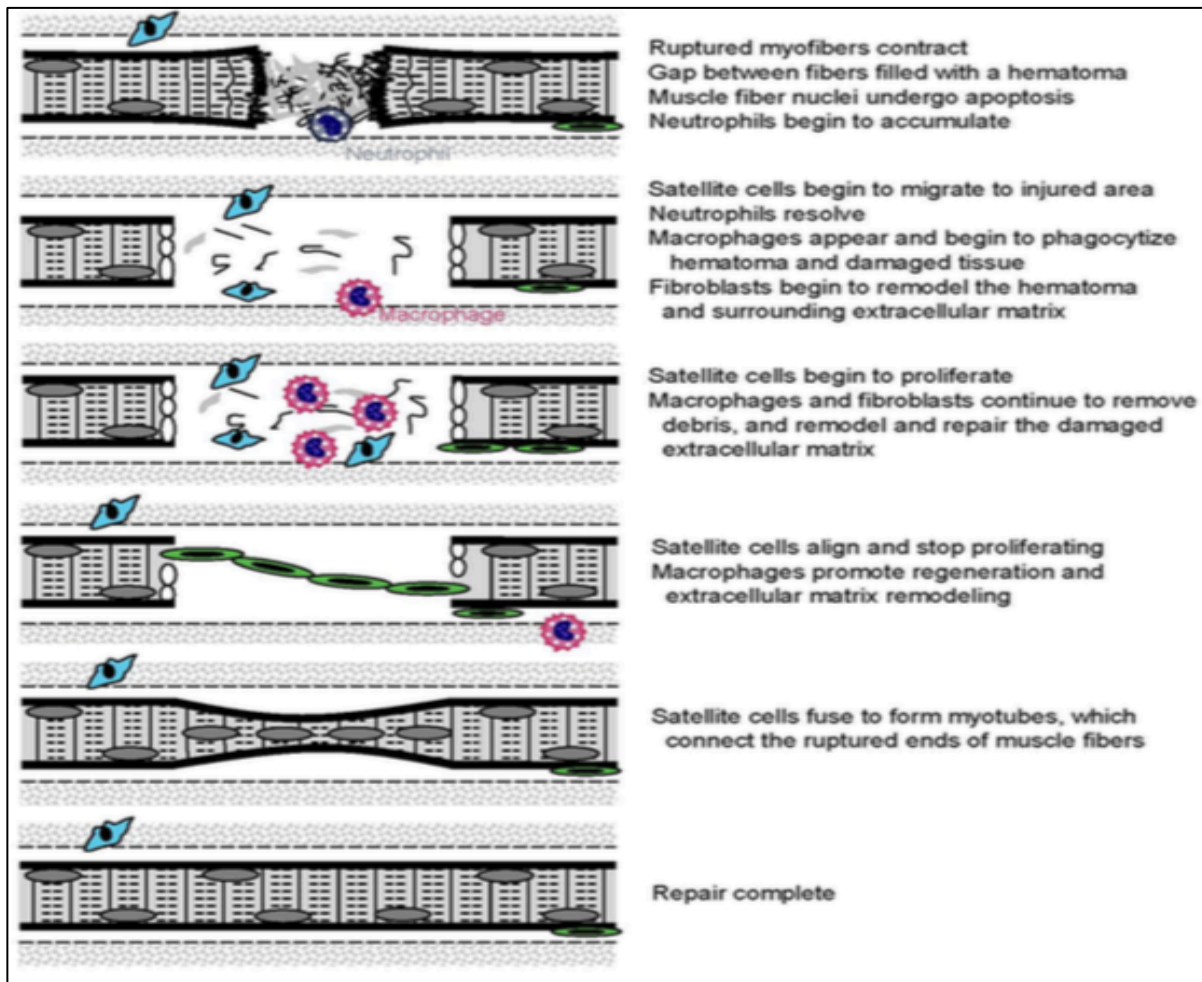 Ruptured myofibers contract
Gap between fibers filled with a hematoma
Muscle fiber nuclei undergo apoptosis
Neutrophils begin to accumulate
Neutrophil
Satellite cells begin to migrate to injured area
Neutrophils resolve
Macrophages appear and begin to phagocytize
hematoma and damaged tissue
Fibroblasts begin to remodel the hematoma
and surrounding extracellular matrix
Macrophage
Satellite cells begin to proliferate
Macrophages and fibroblasts continue to remove
debris, and remodel and repair the damaged
extracellular matrix
Satellite cells align and stop proliferating
Macrophages promote regeneration and
extracellular matrix remodeling
Satellite cells fuse to form myotubes, which
connect the ruptured ends of muscle fibers
Repair complete